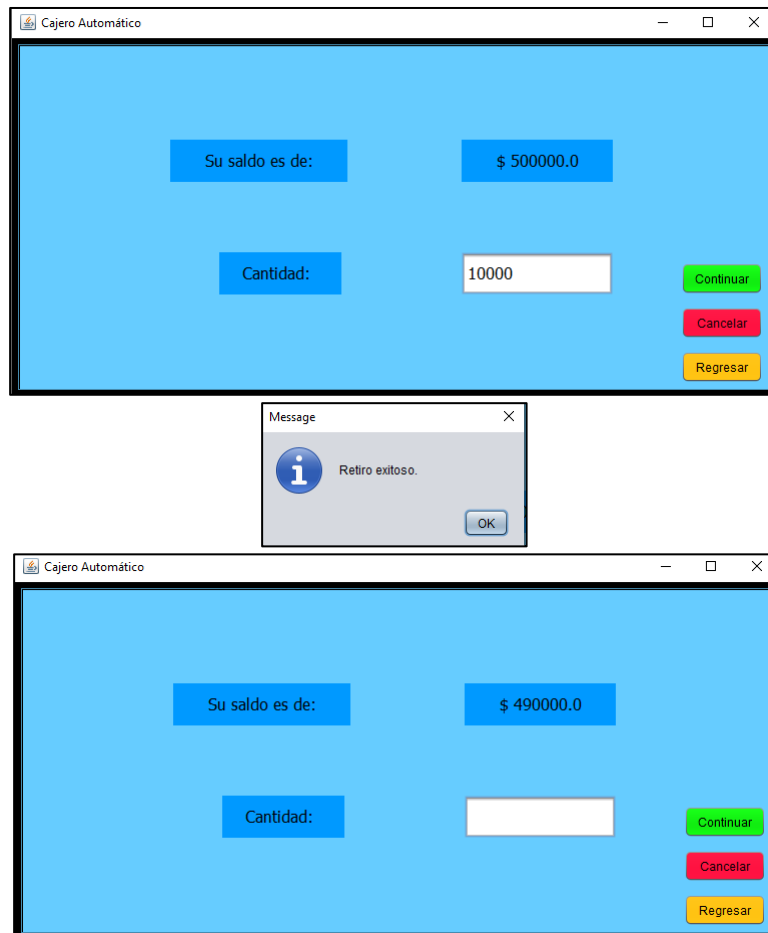 Cajero Automático
Su saldo es de: $ 500000.0
Cantidad: 10000
Continuar
Cancelar
Regresar
Message
Retiro exitoso.
OK
Cajero Automático
Su saldo es de: $ 490000.0
Cantidad:
Continuar
Cancelar
Regresar